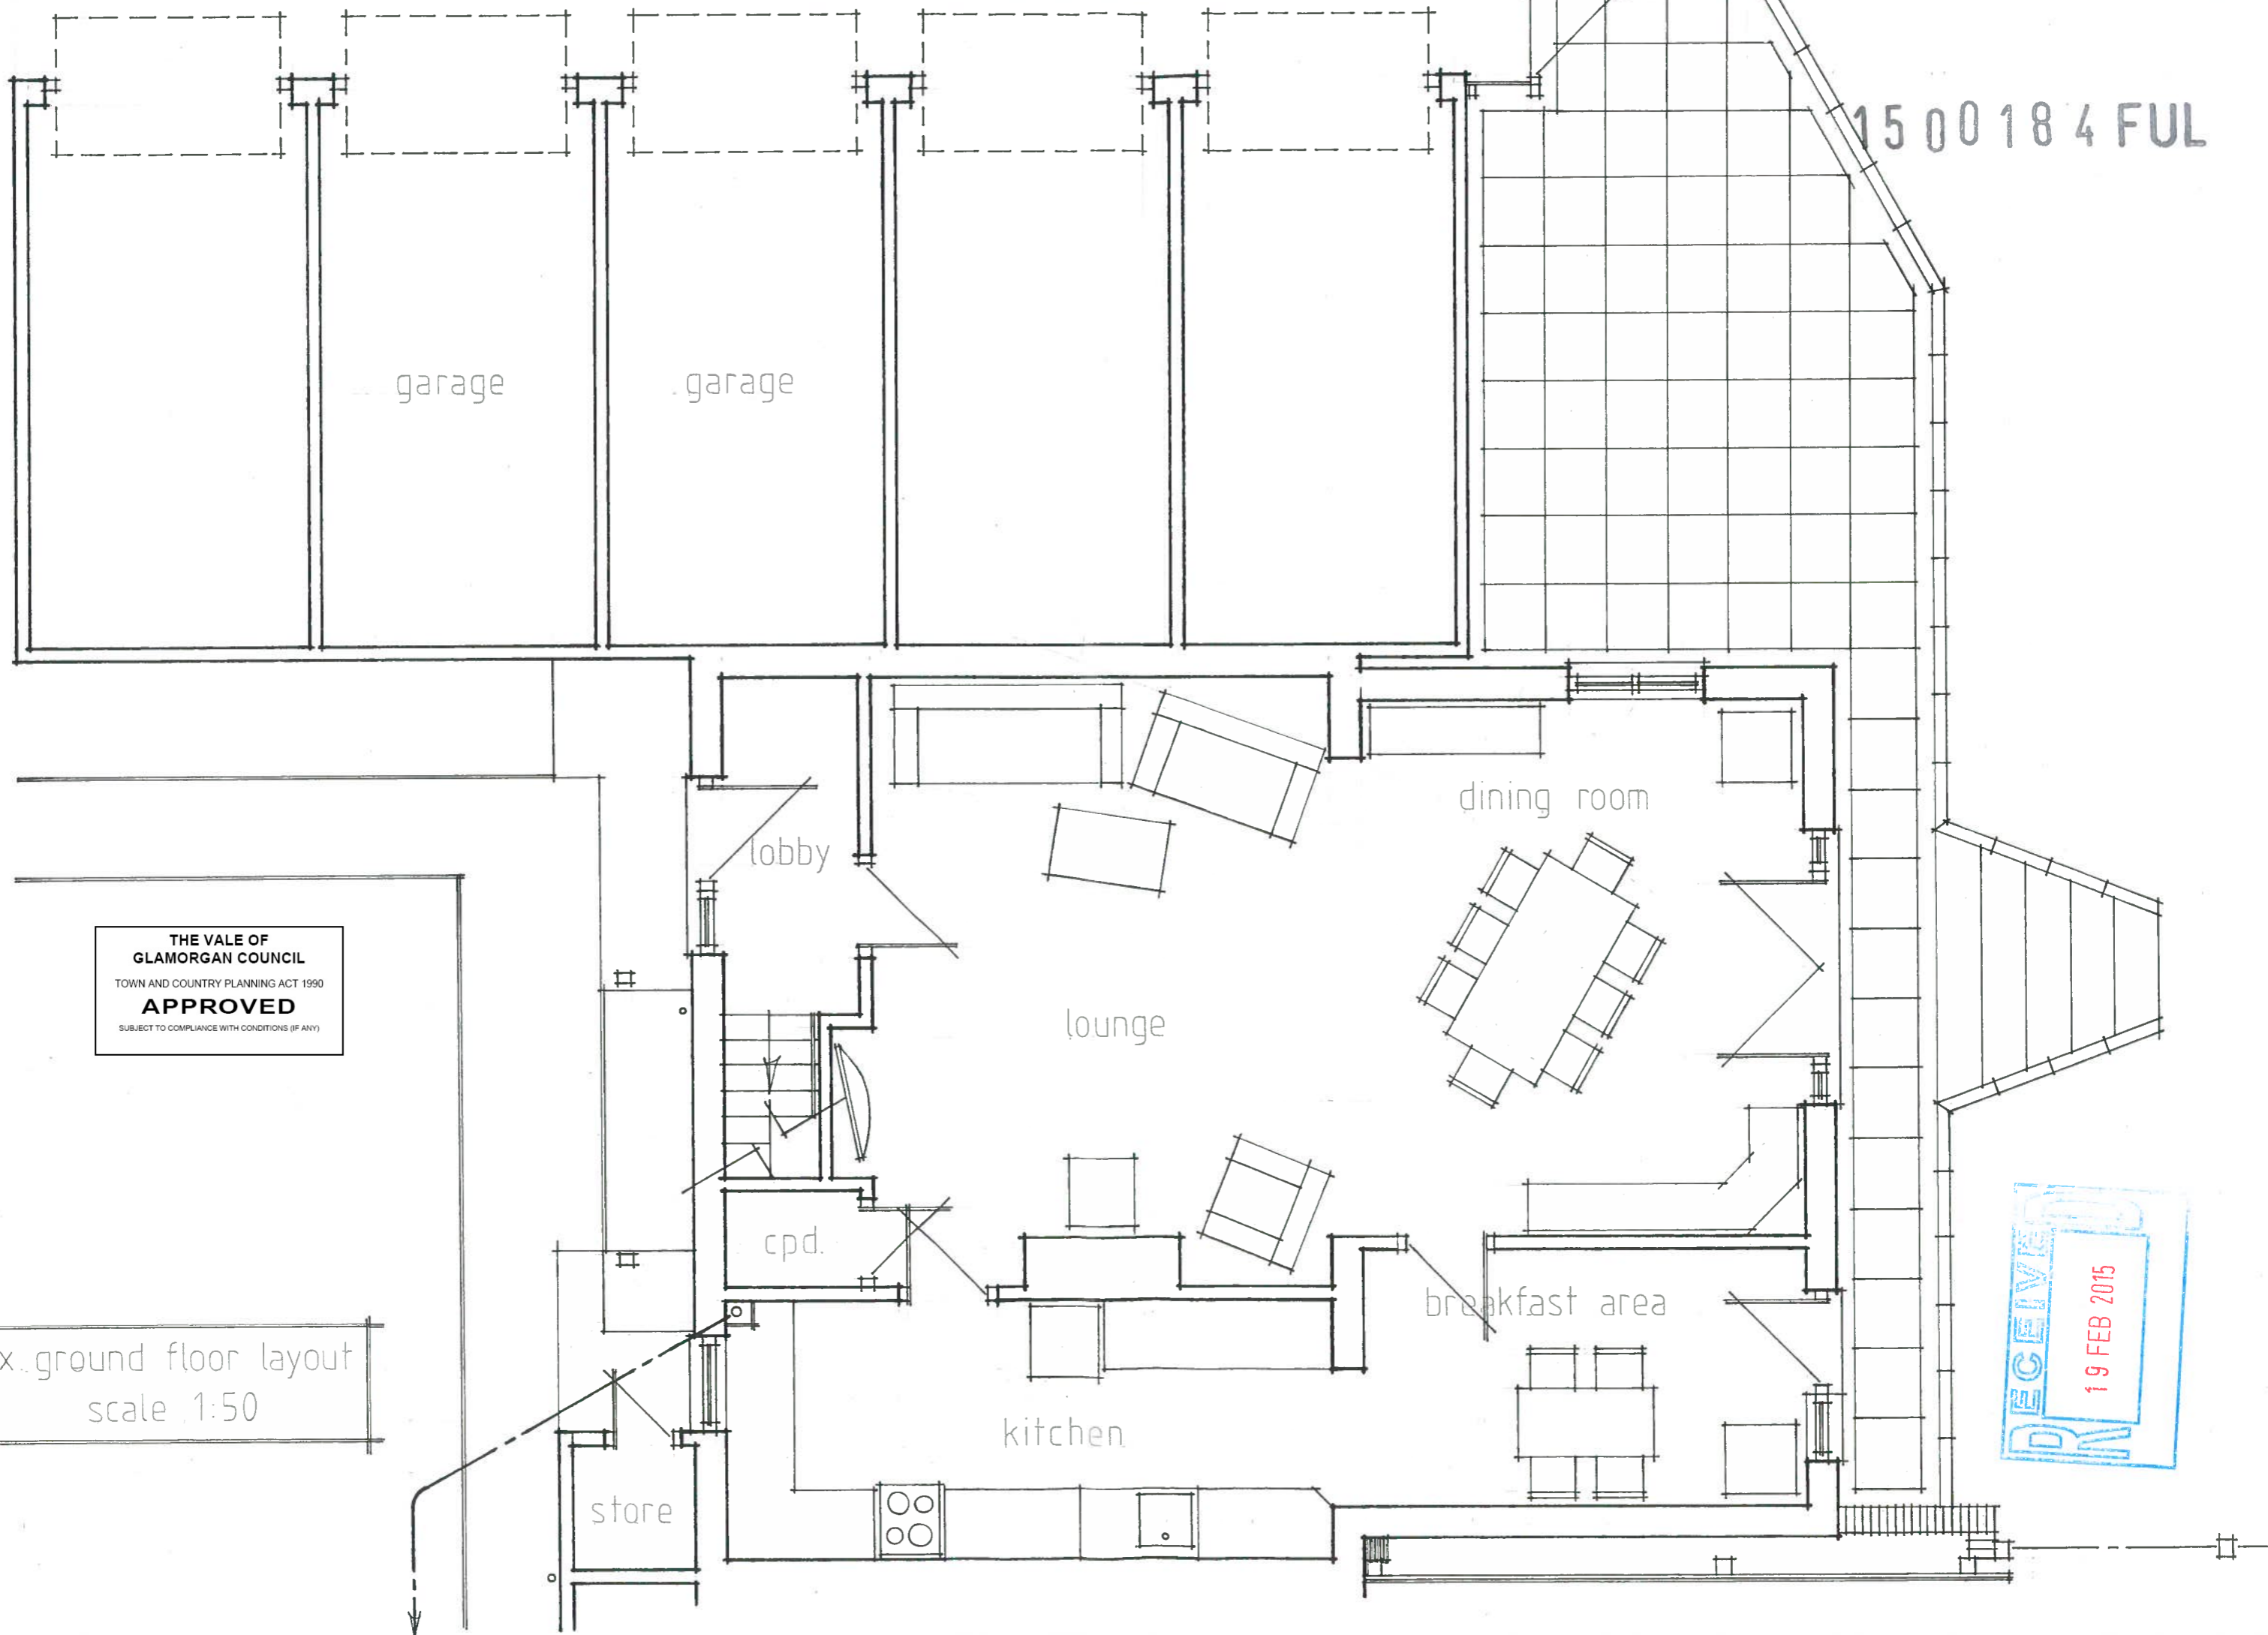 1500184 FUL
garage
garage
dining room
lobby
THE VALE OF
GLAMORGAN COUNCIL
TOWN AND COUNTRY PLANNING ACT 1990
APPROVED
SUBJECT TO COMPLIANCE WITH CONDITIONS (IF ANY)
lounge
cpd.
breakfast area
RECEIVED
19 FEB 2015
x. ground floor layout
scale 1:50
kitchen
store